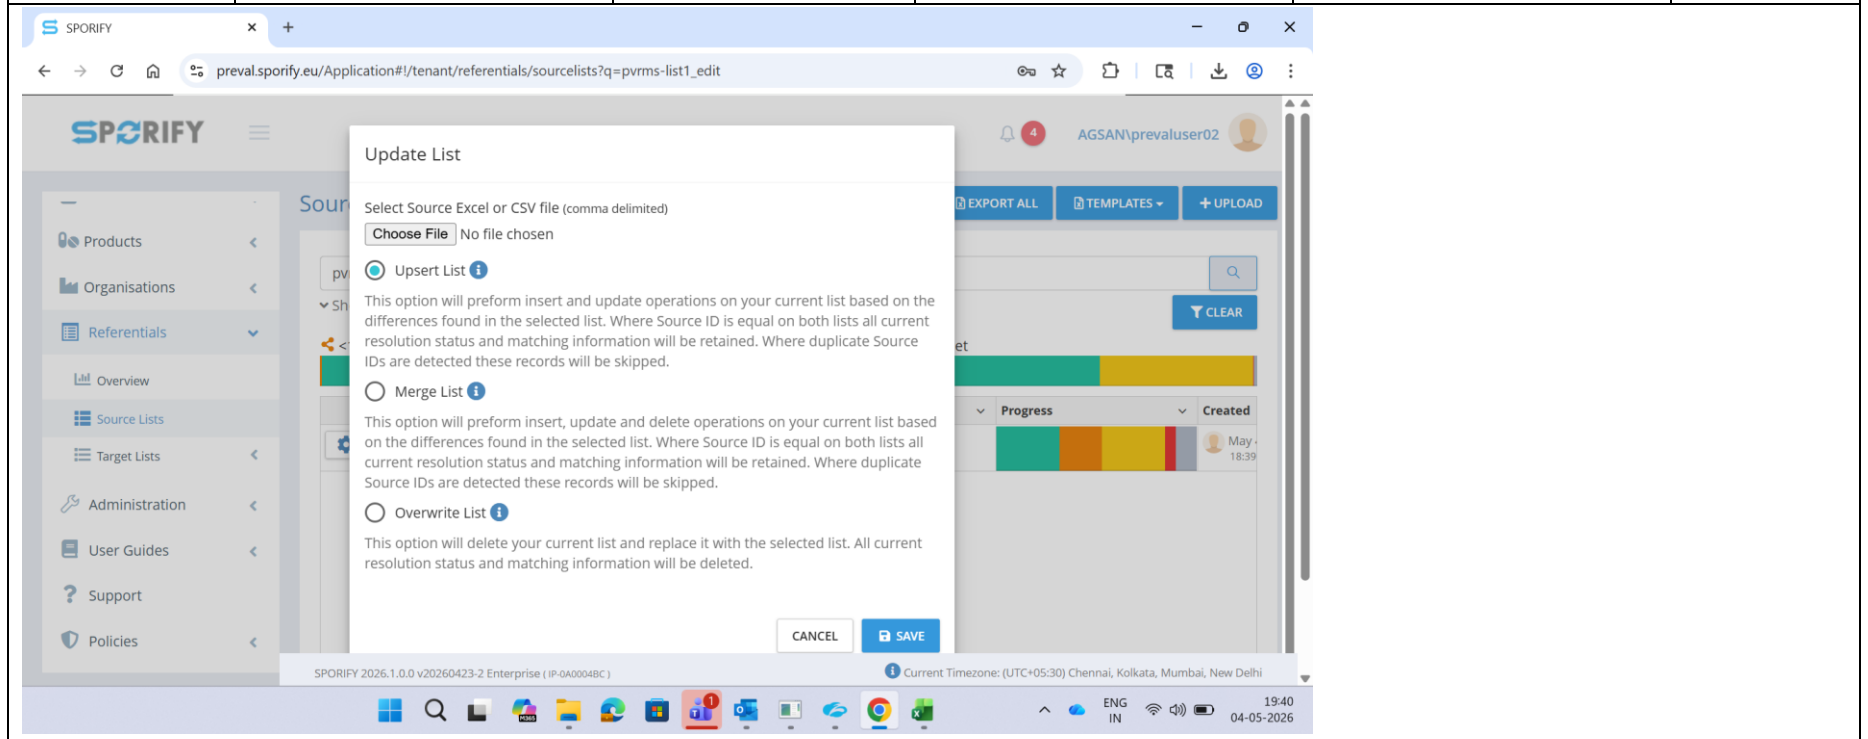 SPORIFY
preval.sporify.eu/Application#!/tenant/referentials/sourcelists?q=pvrms-list1_edit
SPORIFY
4
AGSAN\prevaluser02
Products
Organisations
Referentials
Overview
Source Lists
Target Lists
Administration
User Guides
Support
Policies
Sour
EXPORT ALL
TEMPLATES
+ UPLOAD
pv
Sh
CLEAR
<
et
Progress
Created
May
18:39
Update List
Select Source Excel or CSV file (comma delimited)
Choose File No file chosen
Upsert List
This option will preform insert and update operations on your current list based on the
differences found in the selected list. Where Source ID is equal on both lists all current
resolution status and matching information will be retained. Where duplicate Source
IDs are detected these records will be skipped.
Merge List
This option will preform insert, update and delete operations on your current list based
on the differences found in the selected list. Where Source ID is equal on both lists all
current resolution status and matching information will be retained. Where duplicate
Source IDs are detected these records will be skipped.
Overwrite List
This option will delete your current list and replace it with the selected list. All current
resolution status and matching information will be deleted.
CANCEL
SAVE
SPORIFY 2026.1.0.0 v20260423-2 Enterprise ( IP-0A0004BC )
Current Timezone: (UTC+05:30) Chennai, Kolkata, Mumbai, New Delhi
M365
1
ENG
IN
19:40
04-05-2026